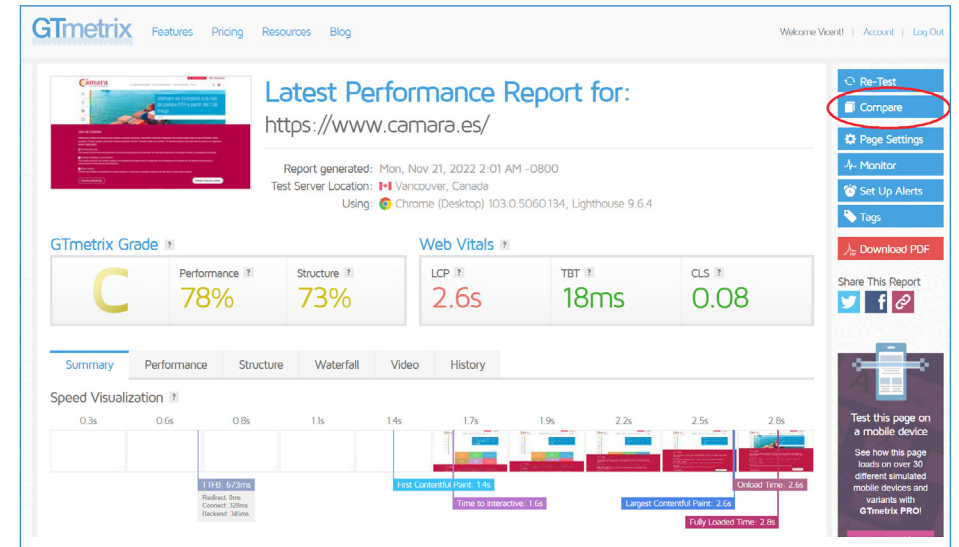 GTmetrix Features Pricing Resources Blog Welcome Vicent! | Account | Log Out
Cámara
Latest Performance Report for:
https://www.camara.es/
Report generated: Mon, Nov 21, 2022 2:01 AM -0800
Test Server Location: Vancouver, Canada
Using: Chrome (Desktop) 103.0.5060.134, Lighthouse 9.6.4
Re-Test
Compare
Page Settings
Monitor
Set Up Alerts
Tags
Download PDF
Share This Report
GTmetrix Grade ?
Web Vitals ?
Performance ? Structure ? LCP ? TBT ? CLS ?
C 78% 73% 2.6s 18ms 0.08
Summary Performance Structure Waterfall Video History
Speed Visualization ?
0.3s 0.6s 0.8s 1.1s 1.4s 1.7s 1.9s 2.2s 2.5s 2.8s
TTFB: 673ms
Redirect: 0ms
Connect: 328ms
Backend: 345ms
First Contentful Paint: 1.4s
Time to Interactive: 1.6s
Largest Contentful Paint: 2.6s
Onload Time: 2.6s
Fully Loaded Time: 2.8s
Test this page on
a mobile device
See how this page
loads on over 30
different simulated
mobile devices and
variants with
GTmetrix PRO!